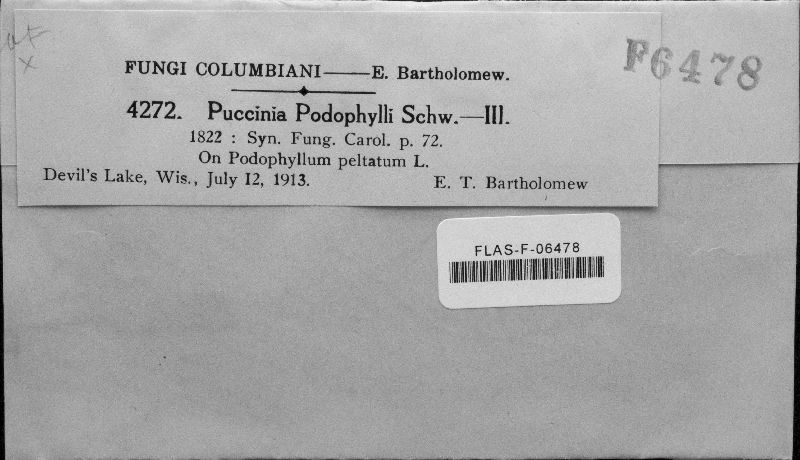 FUNGI COLUMBIANI——E. Bartholomew.
4272. Puccinia Podophylli Schw.—III.
1822 : Syn. Fung. Carol. p. 72.
On Podophyllum peltatum L.
Devil's Lake, Wis., July 12, 1913. E. T. Bartholomew
F6478
FLAS-F-06478